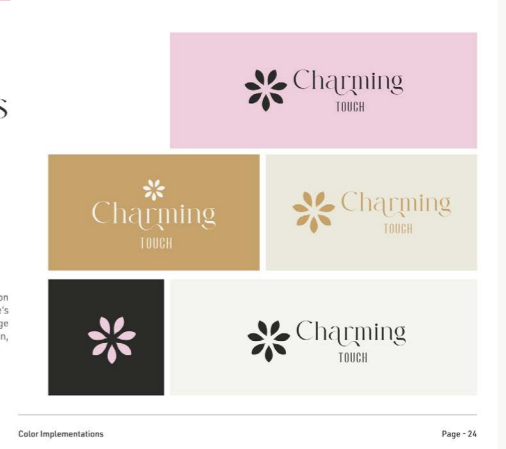 Charming
TOUCH
Charming
TOUCH
Charming
TOUCH
Charming
TOUCH
Color Implementations
Page - 24